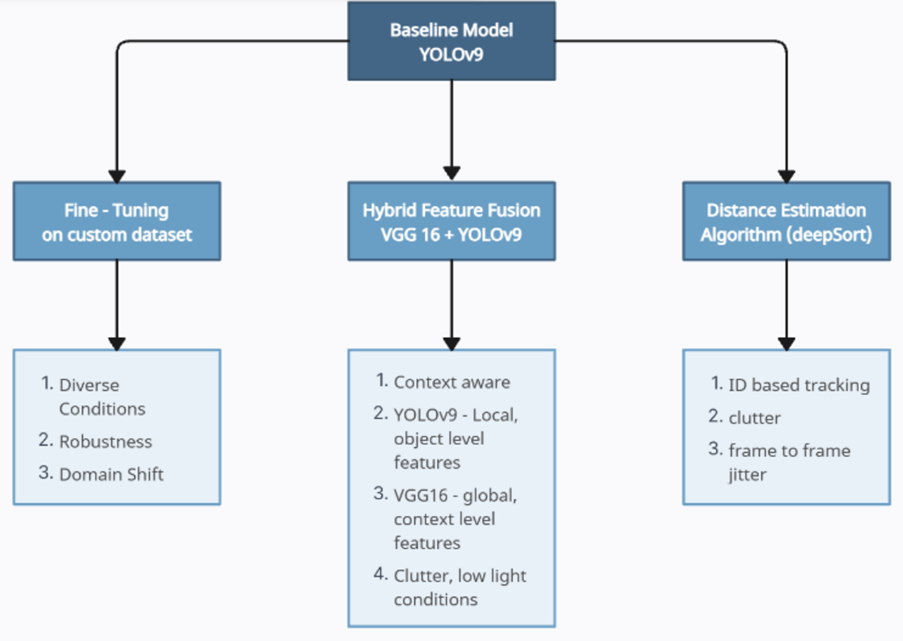 Baseline Model
YOLOv9
Fine - Tuning
on custom dataset
Hybrid Feature Fusion
VGG 16 + YOLOv9
Distance Estimation
Algorithm (deepSort)
1. Diverse
Conditions
2. Robustness
3. Domain Shift
1. Context aware
2. YOLOv9 - Local,
object level
features
3. VGG16 - global,
context level
features
4. Clutter, low light
conditions
1. ID based tracking
2. clutter
3. frame to frame
jitter